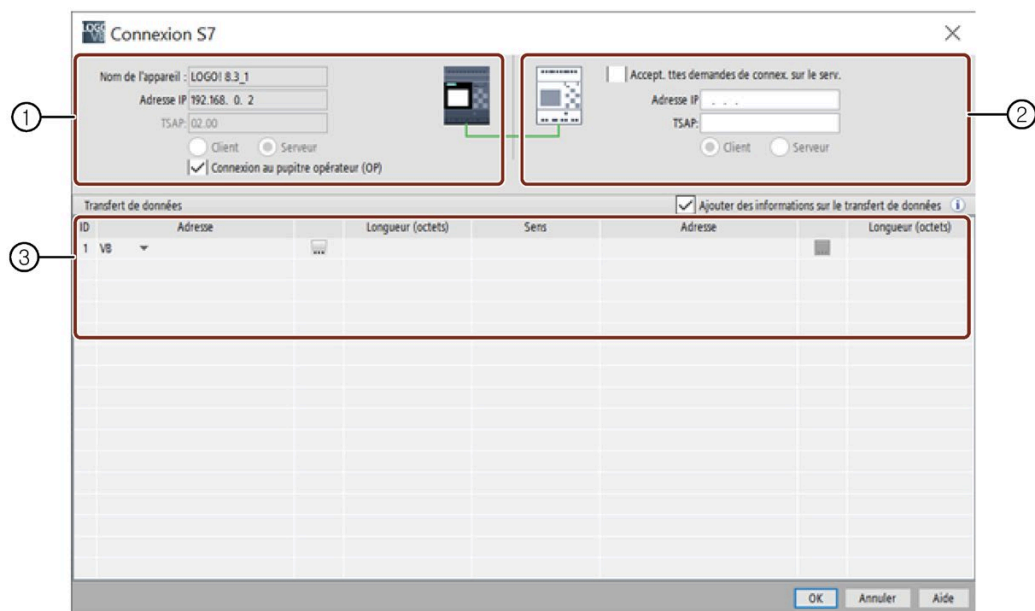 LOGO! V8 Connexion S7
Nom de l'appareil : LOGO! 8.3_1
Adresse IP 192.168. 0. 2
TSAP: 02.00
Client Serveur
Connexion au pupitre opérateur (OP)
Accept. ttes demandes de connex. sur le serv.
Adresse IP . . .
TSAP:
Client Serveur
1
2
Transfert de données
Ajouter des informations sur le transfert de données i
ID Adresse Longueur (octets) Sens Adresse Longueur (octets)
1 VB ... ...
3
OK Annuler Aide